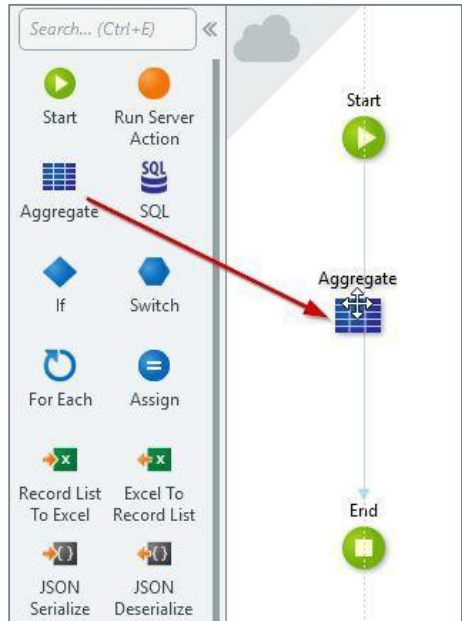 Search... (Ctrl+E)
Start
Run Server
Action
SQL
Aggregate
SQL
If
Switch
For Each
Assign
x
x
Record List
To Excel
Excel To
Record List
{}
{}
JSON
Serialize
JSON
Deserialize
Start
Aggregate
End